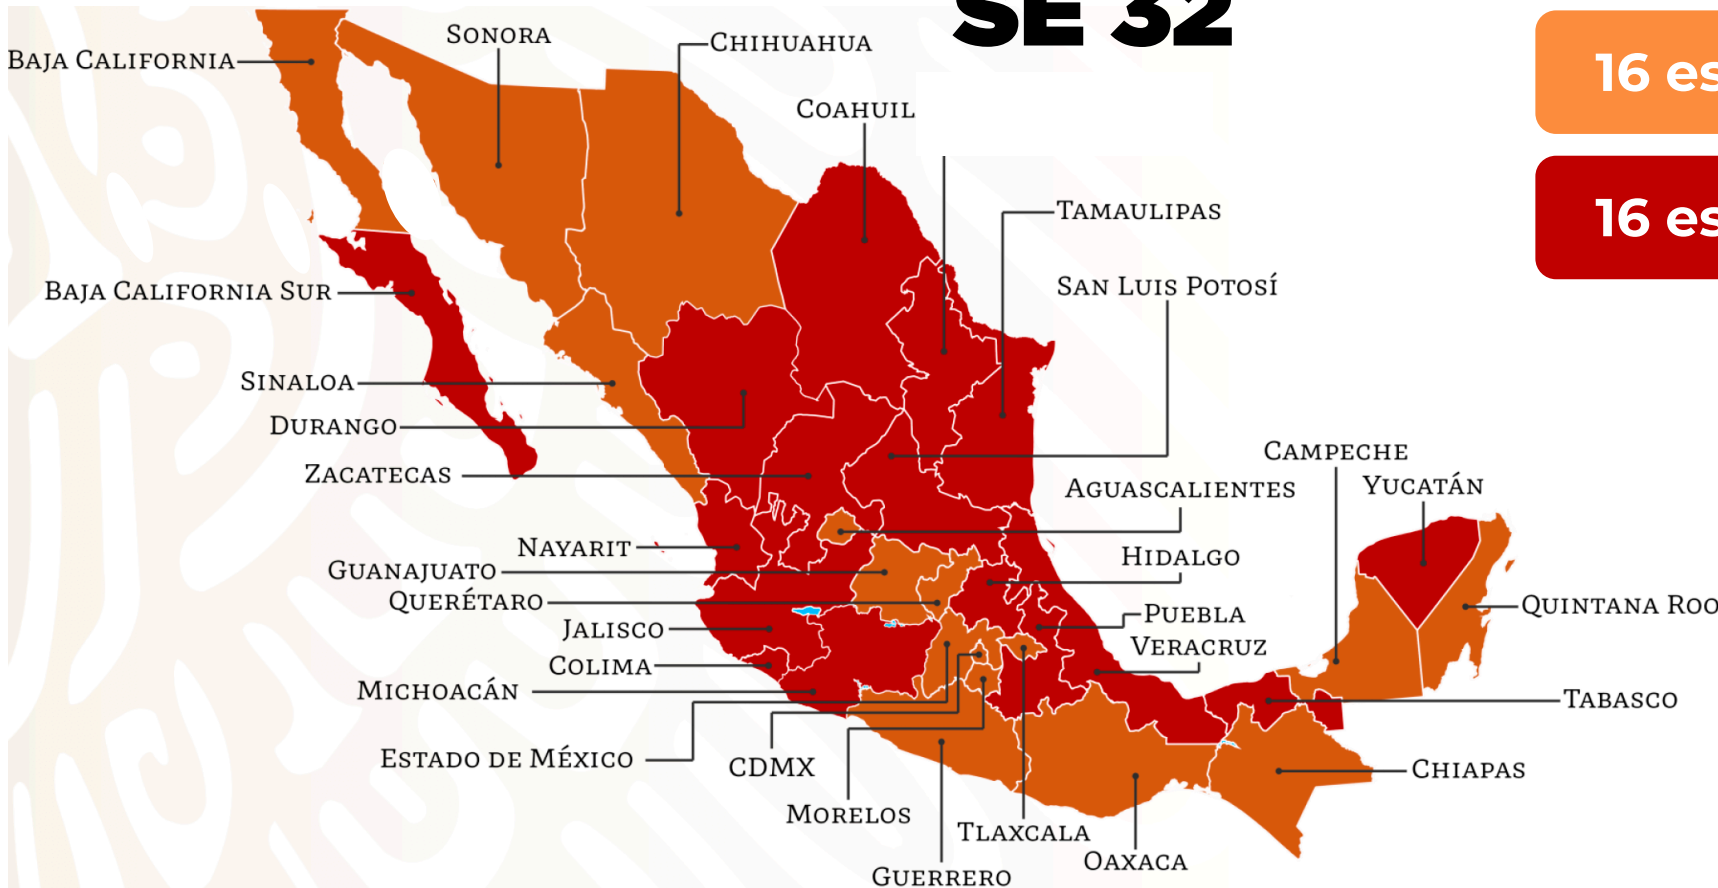 SE 32
16 es
16 es
BAJA CALIFORNIA
SONORA
CHIHUAHUA
COAHUIL
TAMAULIPAS
SAN LUIS POTOSÍ
BAJA CALIFORNIA SUR
SINALOA
DURANGO
ZACATECAS
CAMPECHE
YUCATÁN
AGUASCALIENTES
NAYARIT
HIDALGO
GUANAJUATO
QUERÉTARO
QUINTANA ROO
PUEBLA
JALISCO
VERACRUZ
COLIMA
MICHOACÁN
TABASCO
ESTADO DE MÉXICO
CDMX
CHIAPAS
MORELOS
TLAXCALA
OAXACA
GUERRERO